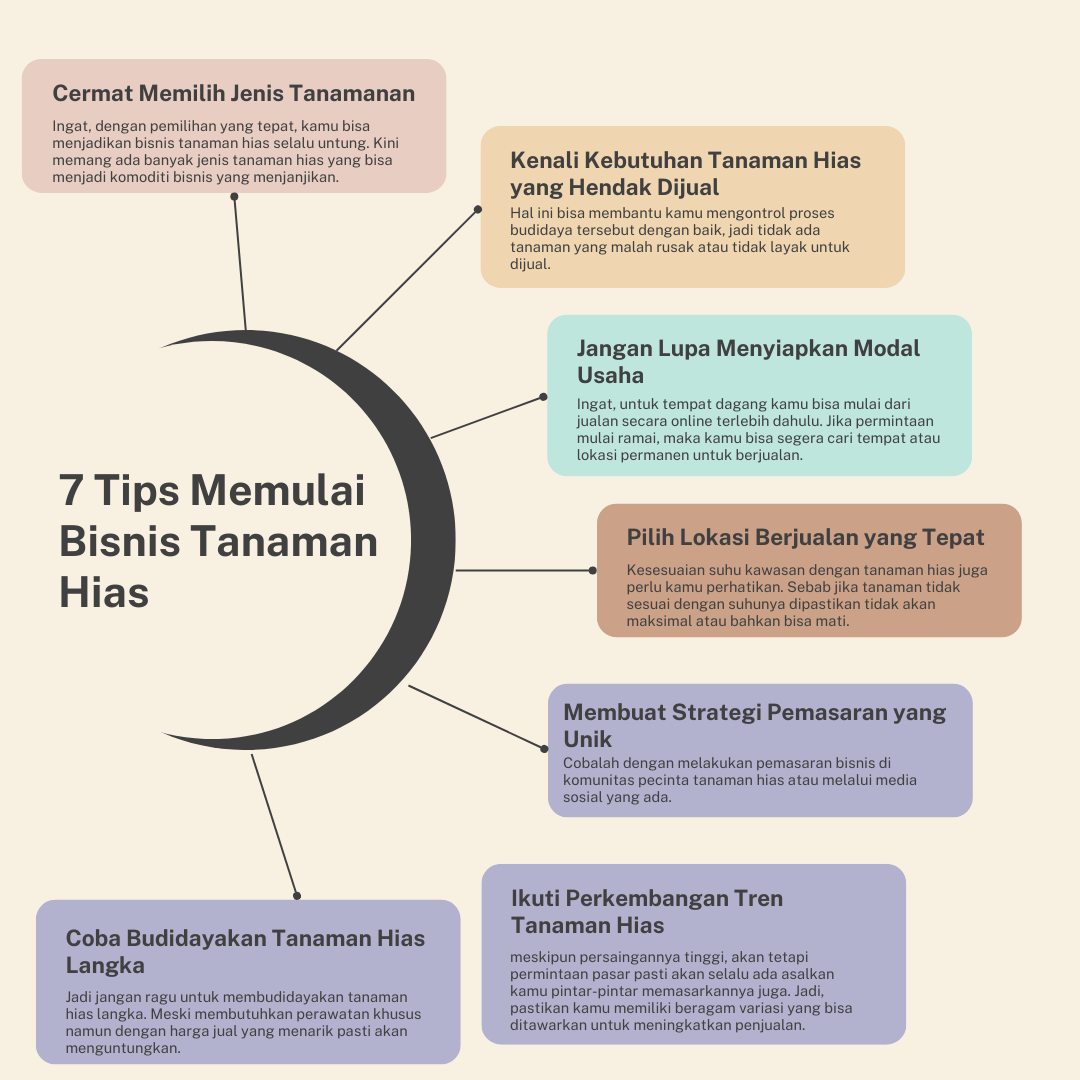 7 Tips Memulai
Bisnis Tanaman
Hias
Cermat Memilih Jenis Tanamanan
Ingat, dengan pemilihan yang tepat, kamu bisa
menjadikan bisnis tanaman hias selalu untung. Kini
memang ada banyak jenis tanaman hias yang bisa
menjadi komoditi bisnis yang menjanjikan.
Kenali Kebutuhan Tanaman Hias
yang Hendak Dijual
Hal ini bisa membantu kamu mengontrol proses
budidaya tersebut dengan baik, jadi tidak ada
tanaman yang malah rusak atau tidak layak untuk
dijual.
Jangan Lupa Menyiapkan Modal
Usaha
Ingat, untuk tempat dagang kamu bisa mulai dari
jualan secara online terlebih dahulu. Jika permintaan
mulai ramai, maka kamu bisa segera cari tempat atau
lokasi permanen untuk berjualan.
Pilih Lokasi Berjualan yang Tepat
Kesesuaian suhu kawasan dengan tanaman hias juga
perlu kamu perhatikan. Sebab jika tanaman tidak
sesuai dengan suhunya dipastikan tidak akan
maksimal atau bahkan bisa mati.
Membuat Strategi Pemasaran yang
Unik
Cobalah dengan melakukan pemasaran bisnis di
komunitas pecinta tanaman hias atau melalui media
sosial yang ada.
Ikuti Perkembangan Tren
Tanaman Hias
meskipun persaingannya tinggi, akan tetapi
permintaan pasar pasti akan selalu ada asalkan
kamu pintar-pintar memasarkannya juga. Jadi,
pastikan kamu memiliki beragam variasi yang bisa
ditawarkan untuk meningkatkan penjualan.
Coba Budidayakan Tanaman Hias
Langka
Jadi jangan ragu untuk membudidayakan tanaman
hias langka. Meski membutuhkan perawatan khusus
namun dengan harga jual yang menarik pasti akan
menguntungkan.